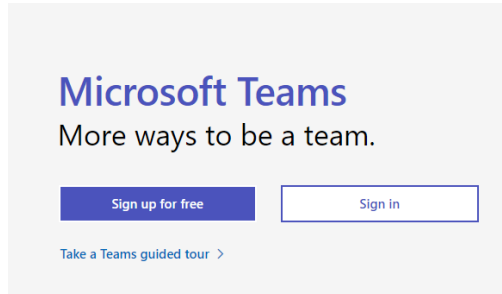 Microsoft Teams
More ways to be a team.
Sign up for free
Sign in
Take a Teams guided tour >